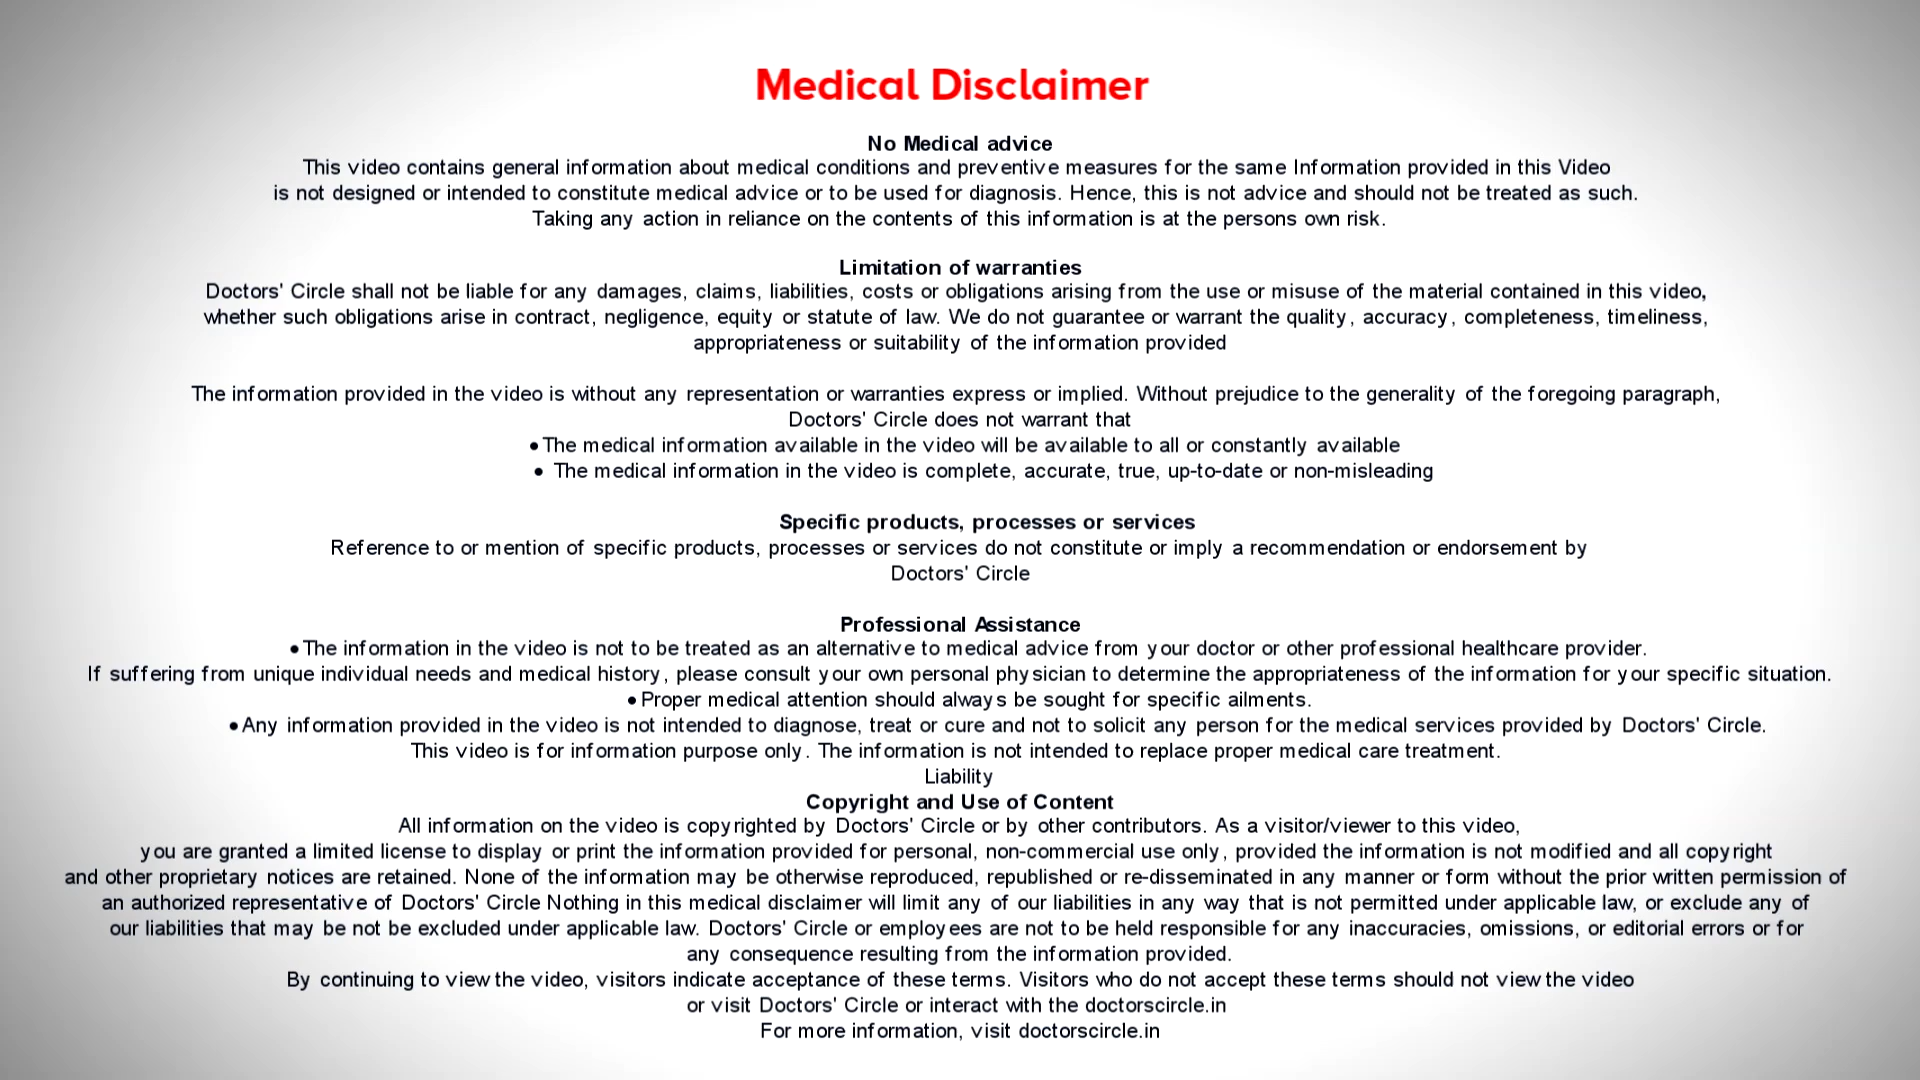 Medical Disclaimer
No Medical advice
This video contains general information about medical conditions and preventive measures for the same Information provided in this Video
is not designed or intended to constitute medical advice or to be used for diagnosis. Hence, this is not advice and should not be treated as such.
Taking any action in reliance on the contents of this information is at the persons own risk.
Limitation of warranties
Doctors' Circle shall not be liable for any damages, claims, liabilities, costs or obligations arising from the use or misuse of the material contained in this video,
whether such obligations arise in contract, negligence, equity or statute of law. We do not guarantee or warrant the quality, accuracy, completeness, timeliness,
appropriateness or suitability of the information provided
The information provided in the video is without any representation or warranties express or implied. Without prejudice to the generality of the foregoing paragraph,
Doctors' Circle does not warrant that
• The medical information available in the video will be available to all or constantly available
• The medical information in the video is complete, accurate, true, up-to-date or non-misleading
Specific products, processes or services
Reference to or mention of specific products, processes or services do not constitute or imply a recommendation or endorsement by
Doctors' Circle
Professional Assistance
• The information in the video is not to be treated as an alternative to medical advice from your doctor or other professional healthcare provider.
If suffering from unique individual needs and medical history, please consult your own personal physician to determine the appropriateness of the information for your specific situation.
• Proper medical attention should always be sought for specific ailments.
• Any information provided in the video is not intended to diagnose, treat or cure and not to solicit any person for the medical services provided by Doctors' Circle.
This video is for information purpose only. The information is not intended to replace proper medical care treatment.
Liability
Copyright and Use of Content
All information on the video is copyrighted by Doctors' Circle or by other contributors. As a visitor/viewer to this video,
you are granted a limited license to display or print the information provided for personal, non-commercial use only, provided the information is not modified and all copyright
and other proprietary notices are retained. None of the information may be otherwise reproduced, republished or re-disseminated in any manner or form without the prior written permission of
an authorized representative of Doctors' Circle Nothing in this medical disclaimer will limit any of our liabilities in any way that is not permitted under applicable law, or exclude any of
our liabilities that may be not be excluded under applicable law. Doctors' Circle or employees are not to be held responsible for any inaccuracies, omissions, or editorial errors or for
any consequence resulting from the information provided.
By continuing to view the video, visitors indicate acceptance of these terms. Visitors who do not accept these terms should not view the video
or visit Doctors' Circle or interact with the doctorscircle.in
For more information, visit doctorscircle.in